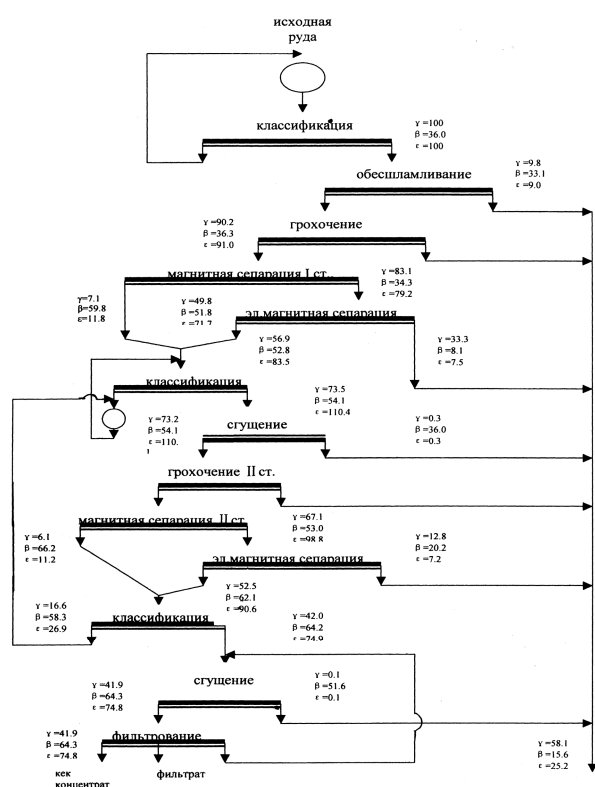 исходная
руда
классификация
γ =100
β =36.0
ε =100
обесшламливание
γ =9.8
β =33.1
ε =9.0
γ =90.2
β =36.3
ε =91.0
грохочение
магнитная сепарация I ст..
γ =83.1
β =34.3
ε =79.2
γ=7.1
β=59.8
ε=11.8
γ =49.8
β =51.8
ε =71.7
эл.магнитная сепарация
γ =56.9
β =52.8
ε =83.5
γ =33.3
β =8.1
ε =7.5
классификация
γ =73.5
β =54.1
ε =110.4
γ =73.2
β =54.1
ε =110.
сгущение
γ =0.3
β =36.0
ε =0.3
грохочение II ст.
магнитная сепарация II ст
γ =67.1
β =53.0
ε =98.8
γ =6.1
β =66.2
ε =11.2
γ =12.8
β =20.2
ε =7.2
эл.магнитная сепарация
γ =52.5
β =62.1
ε =90.6
γ =16.6
β =58.3
ε =26.9
классификация
γ =42.0
β =64.2
ε =74.9
сгущение
γ =41.9
β =64.3
ε =74.8
γ =0.1
β =51.6
ε =0.1
γ =41.9
β =64.3
ε =74.8
фильтрование
γ =58.1
β =15.6
ε =25.2
кек
концентрат
фильтрат